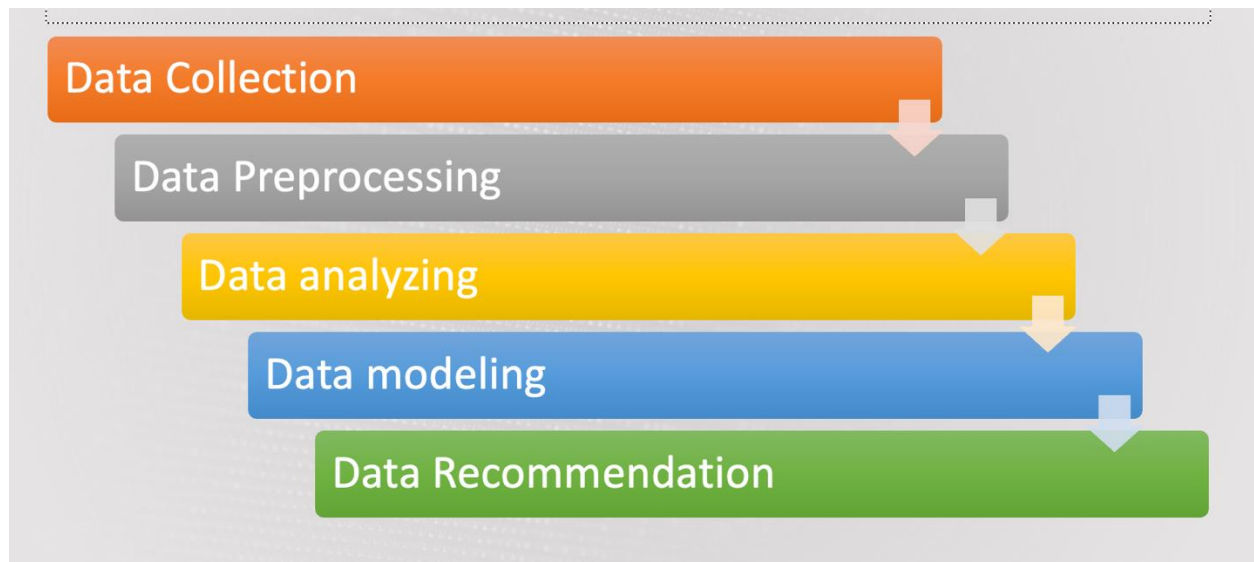 Data Collection
Data Preprocessing
Data analyzing
Data modeling
Data Recommendation